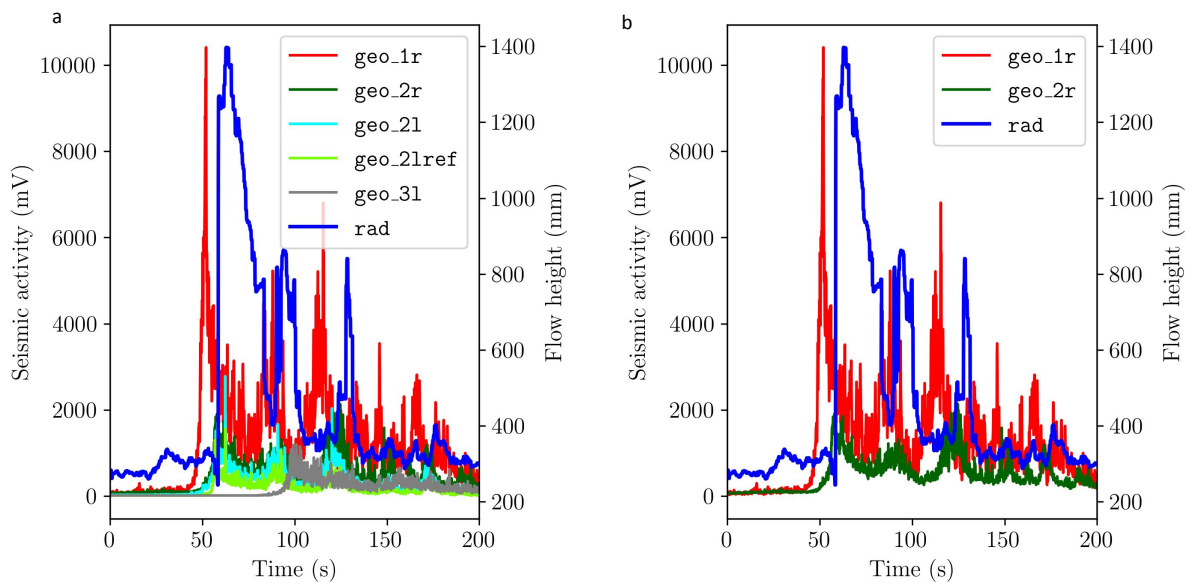 a
10000
8000
6000
4000
2000
0
Seismic activity (mV)
1400
1200
1000
800
600
400
200
Flow height (mm)
geo_1r
geo_2r
geo_2l
geo_2lref
geo_3l
rad
0 50 100 150 200
Time (s)
b
10000
8000
6000
4000
2000
0
Seismic activity (mV)
1400
1200
1000
800
600
400
200
Flow height (mm)
geo_1r
geo_2r
rad
0 50 100 150 200
Time (s)